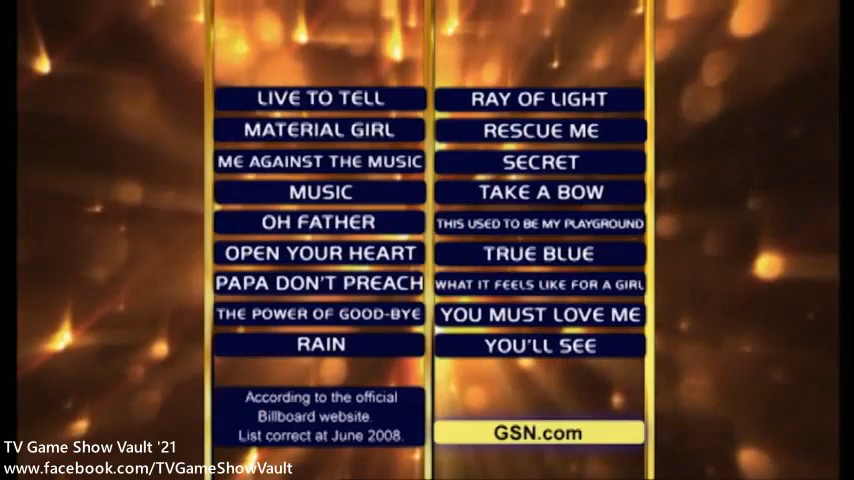 LIVE TO TELL
MATERIAL GIRL
ME AGAINST THE MUSIC
MUSIC
OH FATHER
OPEN YOUR HEART
PAPA DON'T PREACH
THE POWER OF GOOD-BYE
RAIN
According to the official
Billboard website.
List correct at June 2008.
RAY OF LIGHT
RESCUE ME
SECRET
TAKE A BOW
THIS USED TO BE MY PLAYGROUND
TRUE BLUE
WHAT IT FEELS LIKE FOR A GIRL
YOU MUST LOVE ME
YOU'LL SEE
GSN.com
TV Game Show Vault '21
www.facebook.com/TVGameShowVault